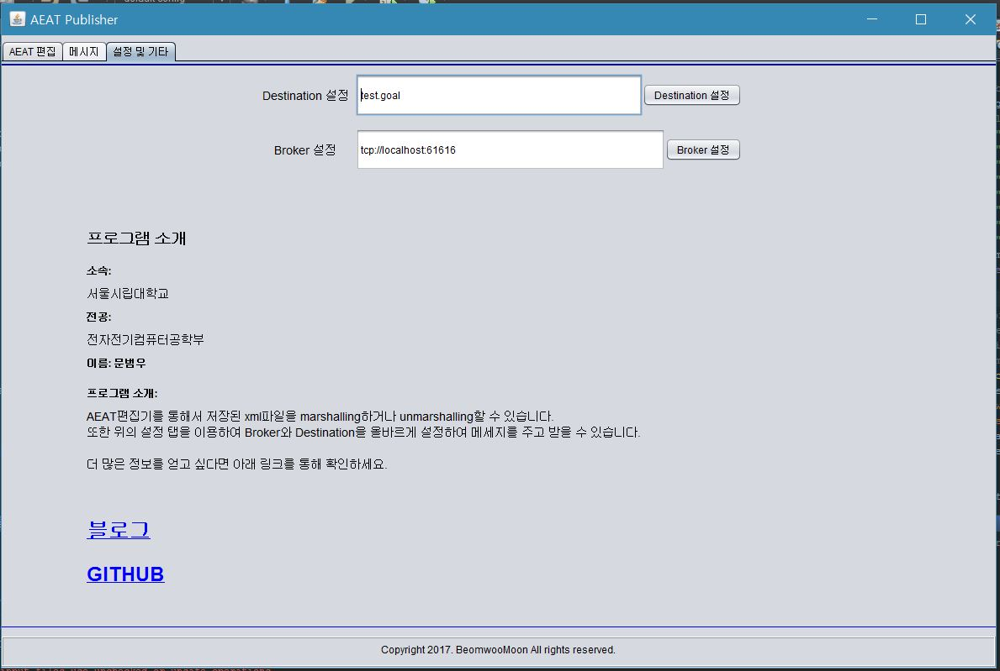 default config
AEAT Publisher
AEAT 편집 메시지 설정 및 기타
Destination 설정 test.goal Destination 설정
Broker 설정 tcp://localhost:61616 Broker 설정
프로그램 소개
소속:
서울시립대학교
전공:
전자전기컴퓨터공학부
이름: 문범우
프로그램 소개:
AEAT편집기를 통해서 저장된 xml파일을 marshalling하거나 unmarshalling할 수 있습니다.
또한 위의 설정 탭을 이용하여 Broker와 Destination을 올바르게 설정하여 메세지를 주고 받을 수 있습니다.
더 많은 정보를 얻고 싶다면 아래 링크를 통해 확인하세요.
블로그
GITHUB
Copyright 2017. BeomwooMoon All rights reserved.